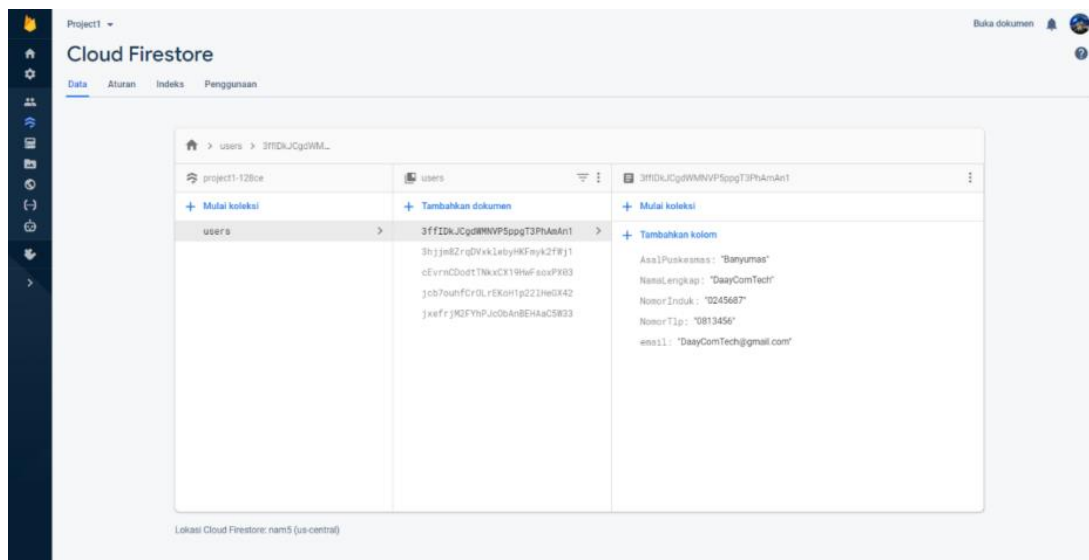 Project1
Buka dokumen
Cloud Firestore
Data Aturan Indeks Penggunaan
users > 3ffIDkJCgdWM...
project1-128ce
users
3ffIDkJCgdWMNVP5ppgT3PhAmAn1
+ Mulai koleksi
+ Tambahkan dokumen
+ Mulai koleksi
users
3ffIDkJCgdWMNVP5ppgT3PhAmAn1
+ Tambahkan kolom
AsalPuskesmas: "Banyumas"
NamaLengkap: "DaayComTech"
NomorInduk: "0245687"
NomorTlp: "0813456"
email: "DaayComTech@gmail.com"
Lokasi Cloud Firestore: nam5 (us-central)